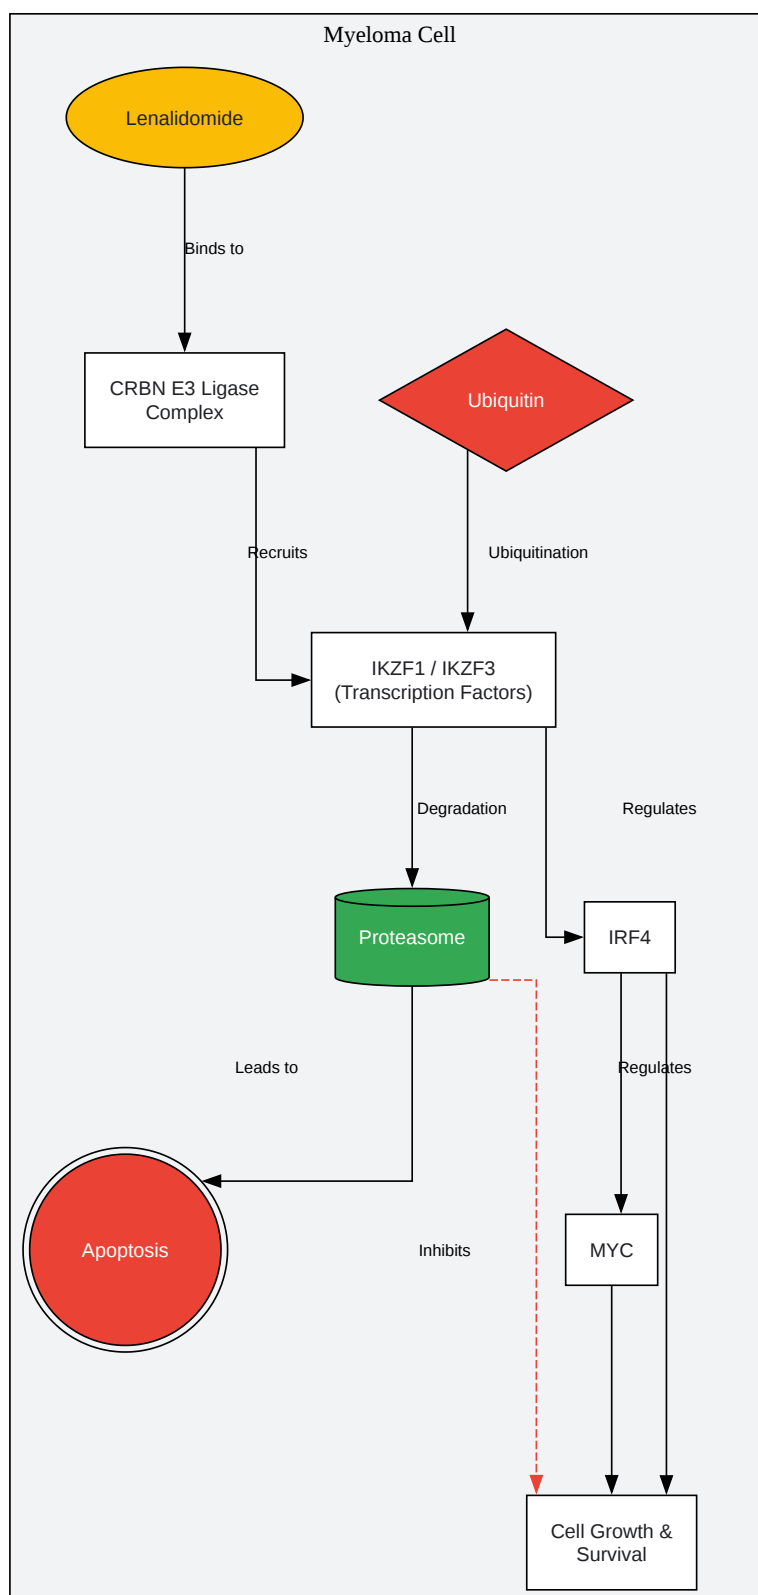 Myeloma Cell
Lenalidomide
Binds to
CRBN E3 Ligase
Complex
Ubiquitin
Recruits
Ubiquitination
IKZF1 / IKZF3
(Transcription Factors)
Degradation
Regulates
Proteasome
IRF4
Leads to
Regulates
Apoptosis
Inhibits
MYC
Cell Growth &
Survival